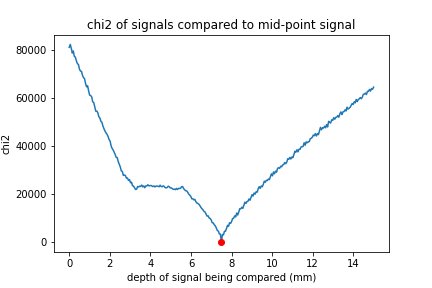 chi2 of signals compared to mid-point signal
80000
60000
40000
20000
0
chi2
0 2 4 6 8 10 12 14
depth of signal being compared (mm)